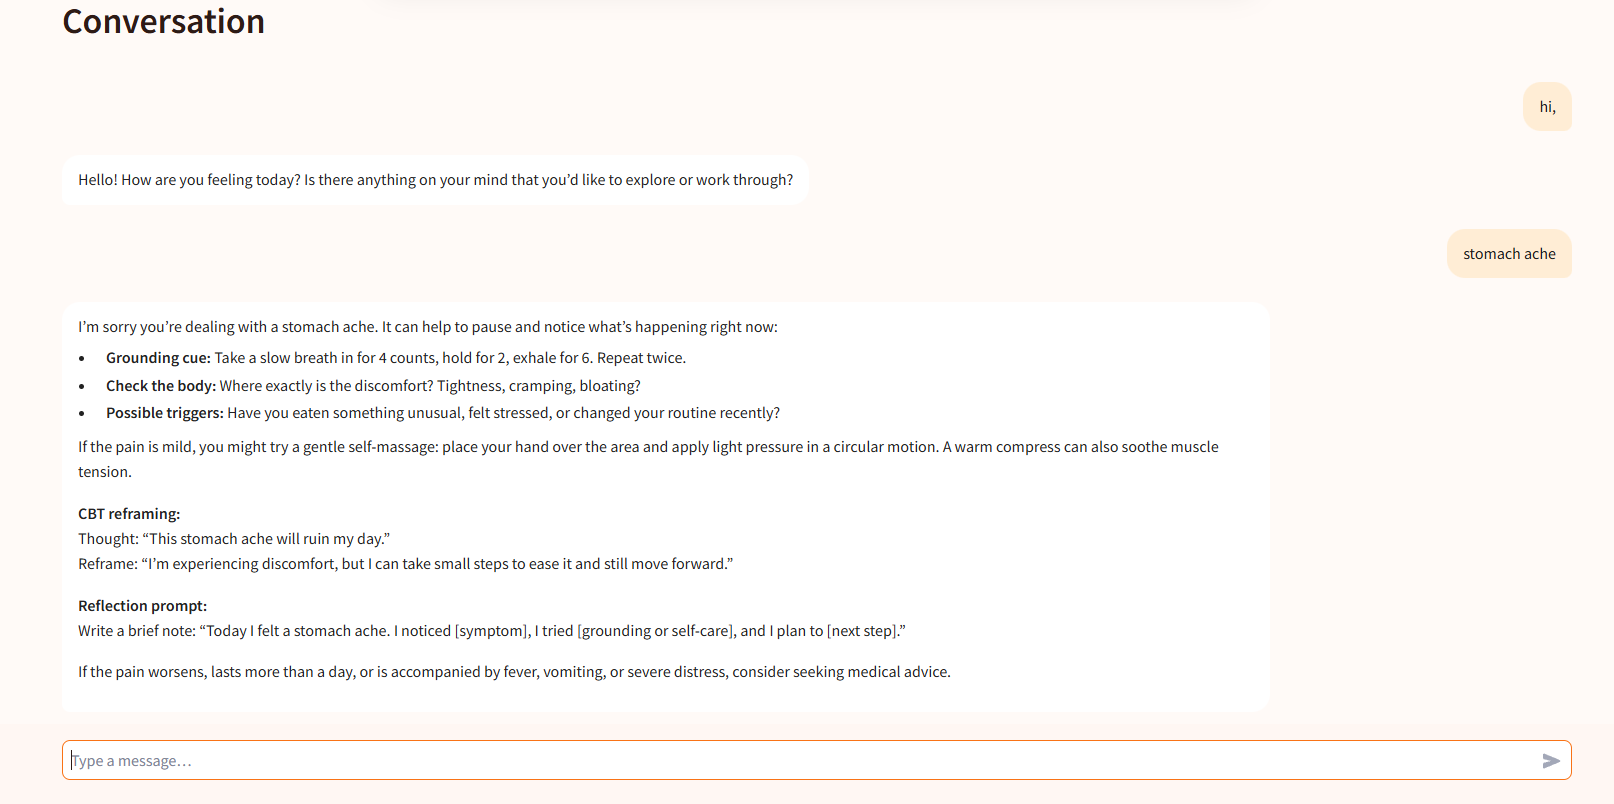 Conversation
hi,
Hello! How are you feeling today? Is there anything on your mind that you’d like to explore or work through?
stomach ache
I’m sorry you’re dealing with a stomach ache. It can help to pause and notice what’s happening right now:
• Grounding cue: Take a slow breath in for 4 counts, hold for 2, exhale for 6. Repeat twice.
• Check the body: Where exactly is the discomfort? Tightness, cramping, bloating?
• Possible triggers: Have you eaten something unusual, felt stressed, or changed your routine recently?
If the pain is mild, you might try a gentle self-massage: place your hand over the area and apply light pressure in a circular motion. A warm compress can also soothe muscle
tension.
CBT reframing:
Thought: “This stomach ache will ruin my day.”
Reframe: “I’m experiencing discomfort, but I can take small steps to ease it and still move forward.”
Reflection prompt:
Write a brief note: “Today I felt a stomach ache. I noticed [symptom], I tried [grounding or self-care], and I plan to [next step].”
If the pain worsens, lasts more than a day, or is accompanied by fever, vomiting, or severe distress, consider seeking medical advice.
Type a message…